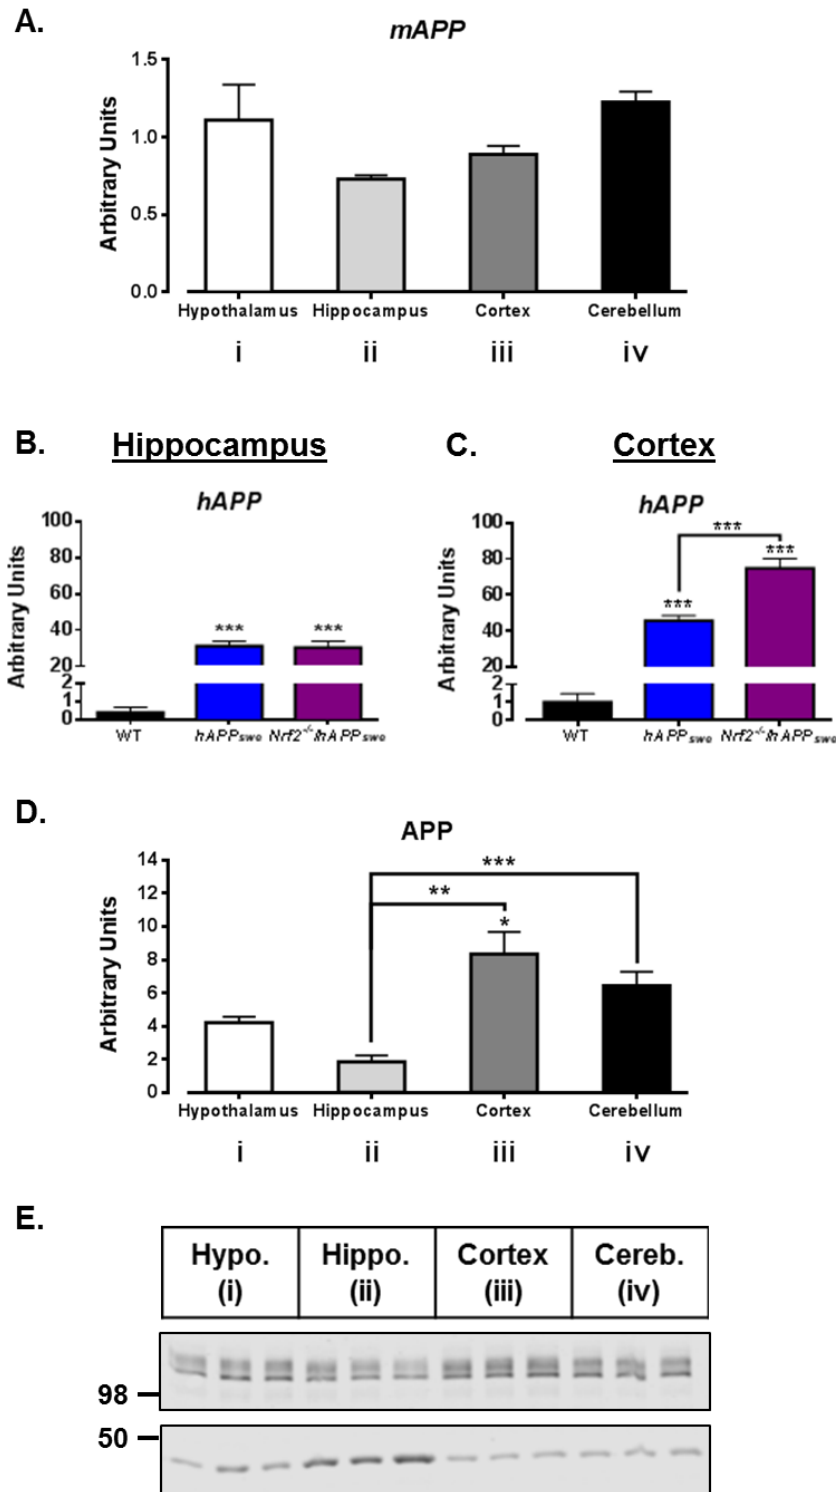 A.
mAPP
Arbitrary Units
1.5
1.0
0.5
0.0
Hypothalamus Hippocampus Cortex Cerebellum
i ii iii iv
B. Hippocampus
hAPP
Arbitrary Units
100
80
60
40
20
2
1
0
*** ***
WT hAPPswe Nrf2-/-/hAPPswe
C. Cortex
hAPP
Arbitrary Units
100
80
60
40
20
2
1
0
***
*** ***
WT hAPPswe Nrf2-/-/hAPPswe
D.
APP
Arbitrary Units
14
12
10
8
6
4
2
0
***
**
*
Hypothalamus Hippocampus Cortex Cerebellum
i ii iii iv
E.
Hypo. Hippo. Cortex Cereb.
(i) (ii) (iii) (iv)
98
50